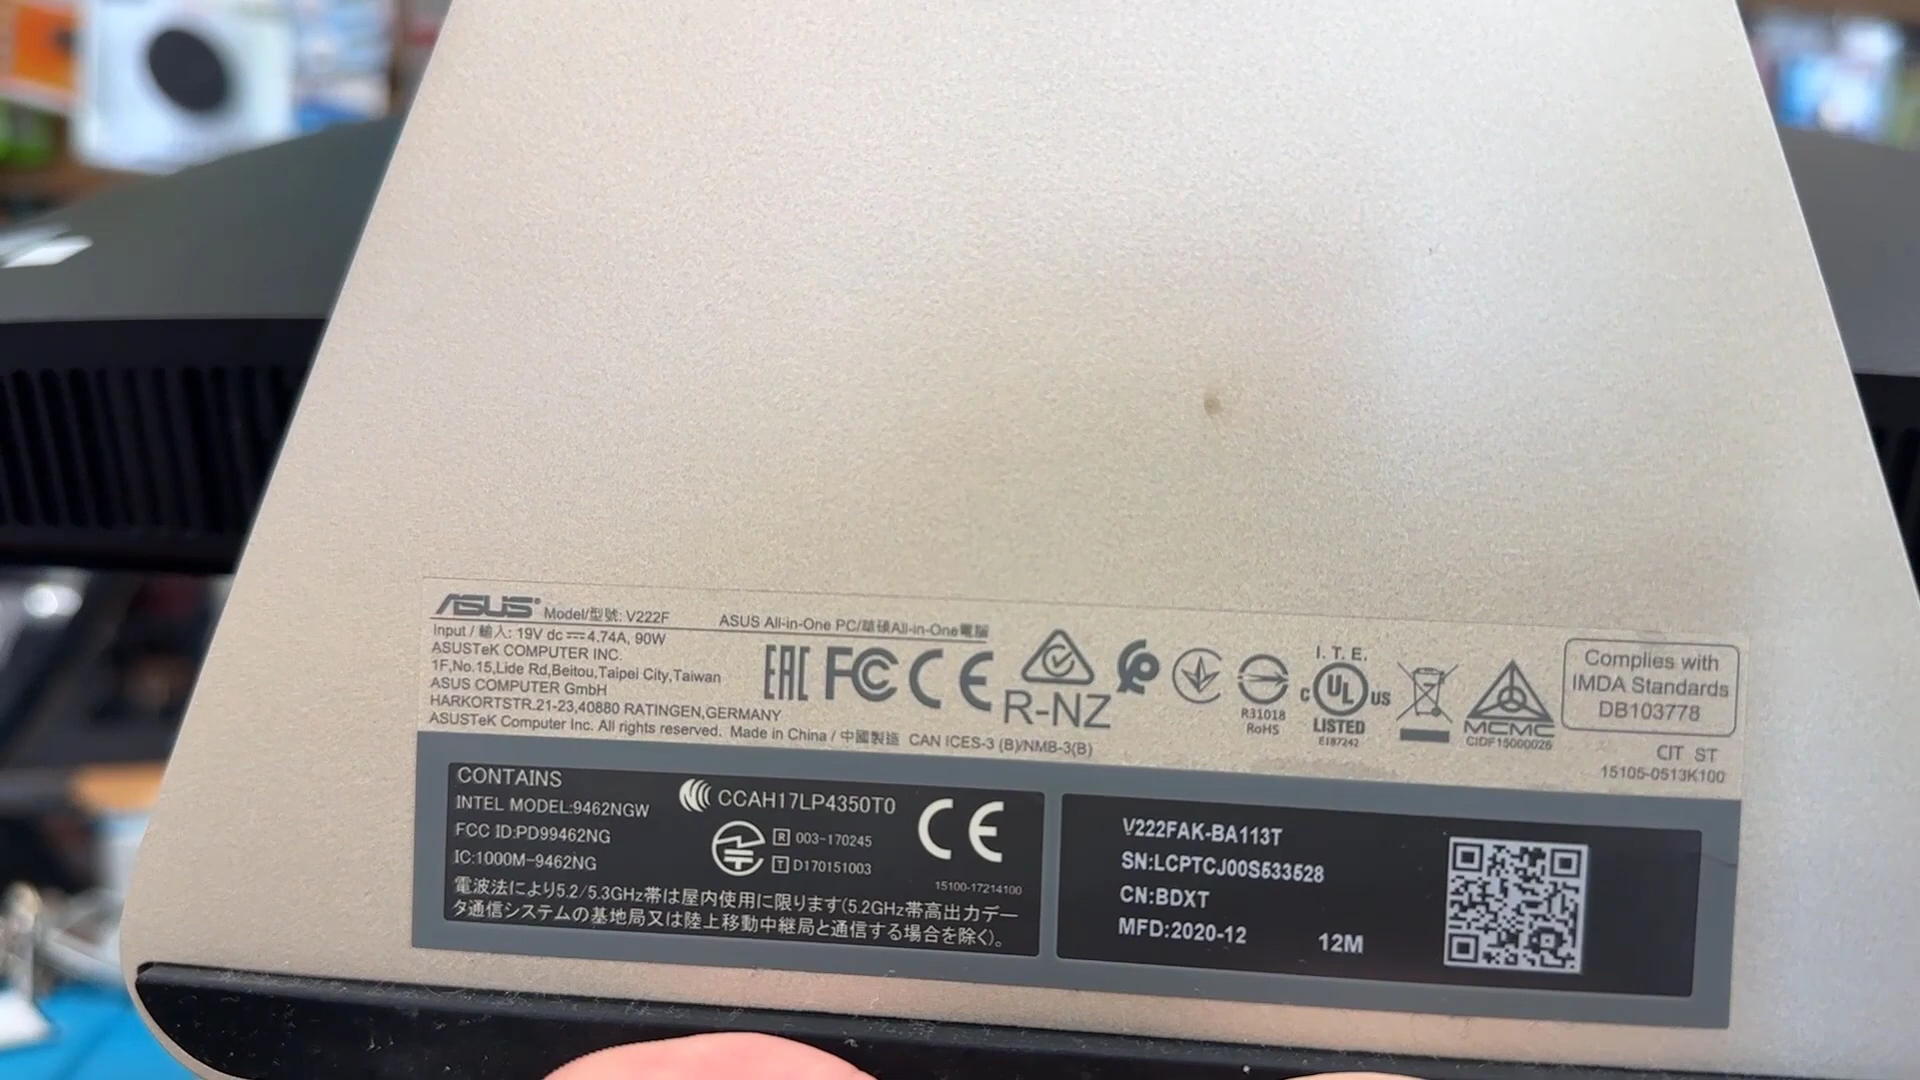 ASUS Model/型號: V222F ASUS All-in-One PC/華碩All-in-One電腦
Input / 輸入: 19V dc ⎓ 4.74A, 90W
ASUSTeK COMPUTER INC.
1F,No.15,Lide Rd,Beitou,Taipei City,Taiwan
ASUS COMPUTER GmbH
HARKORTSTR.21-23,40880 RATINGEN,GERMANY
ASUSTeK Computer Inc. All rights reserved. Made in China / 中國製造 CAN ICES-3 (B)/NMB-3(B)
EAC FC CE
R-NZ
R31018
RoHS
I.T.E.
C UL US
LISTED
E187242
MCMC
CIDF15000026
Complies with
IMDA Standards
DB103778
CIT ST
15105-0513K100
CONTAINS
INTEL MODEL:9462NGW
FCC ID:PD99462NG
IC:1000M-9462NG
CCAH17LP4350T0
R 003-170245
T D170151003
CE
15100-17214100
電波法により5.2/5.3GHz帯は屋内使用に限ります(5.2GHz帯高出力デー
タ通信システムの基地局又は陸上移動中継局と通信する場合を除く)。
V222FAK-BA113T
SN:LCPTCJ00S533528
CN:BDXT
MFD:2020-12 12M